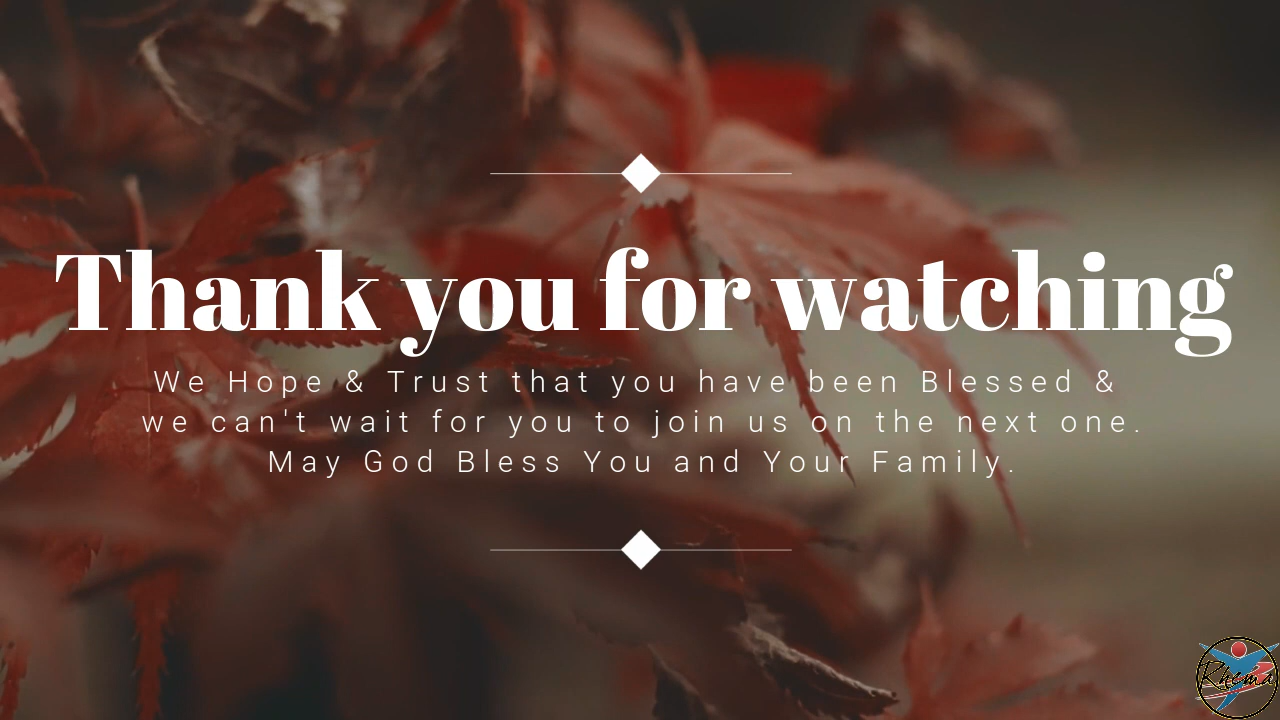 Thank you for watching
We Hope & Trust that you have been Blessed &
we can't wait for you to join us on the next one.
May God Bless You and Your Family.
Rhema